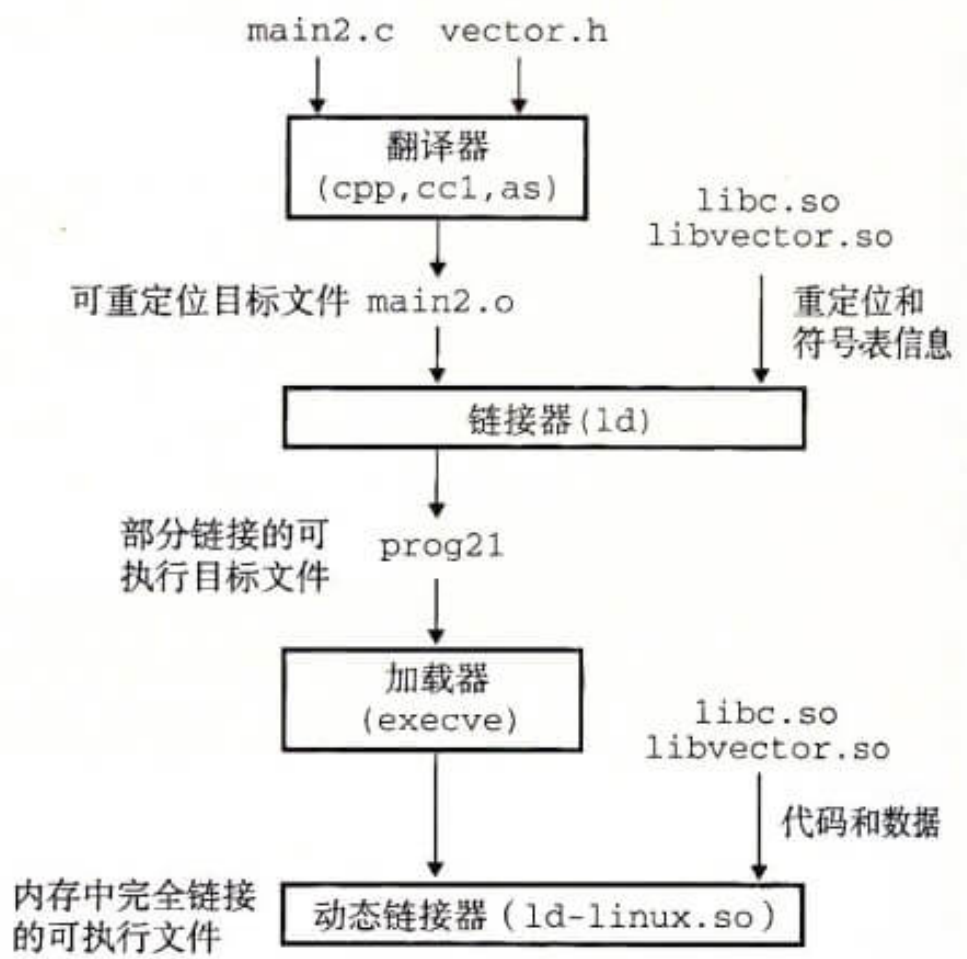 main2.c vector.h
翻译器
(cpp,cc1,as)
libc.so
libvector.so
可重定位目标文件 main2.o
重定位和
符号表信息
链接器(ld)
部分链接的可
执行目标文件
prog21
加载器
(execve)
libc.so
libvector.so
代码和数据
内存中完全链接
的可执行文件
动态链接器(ld-linux.so)